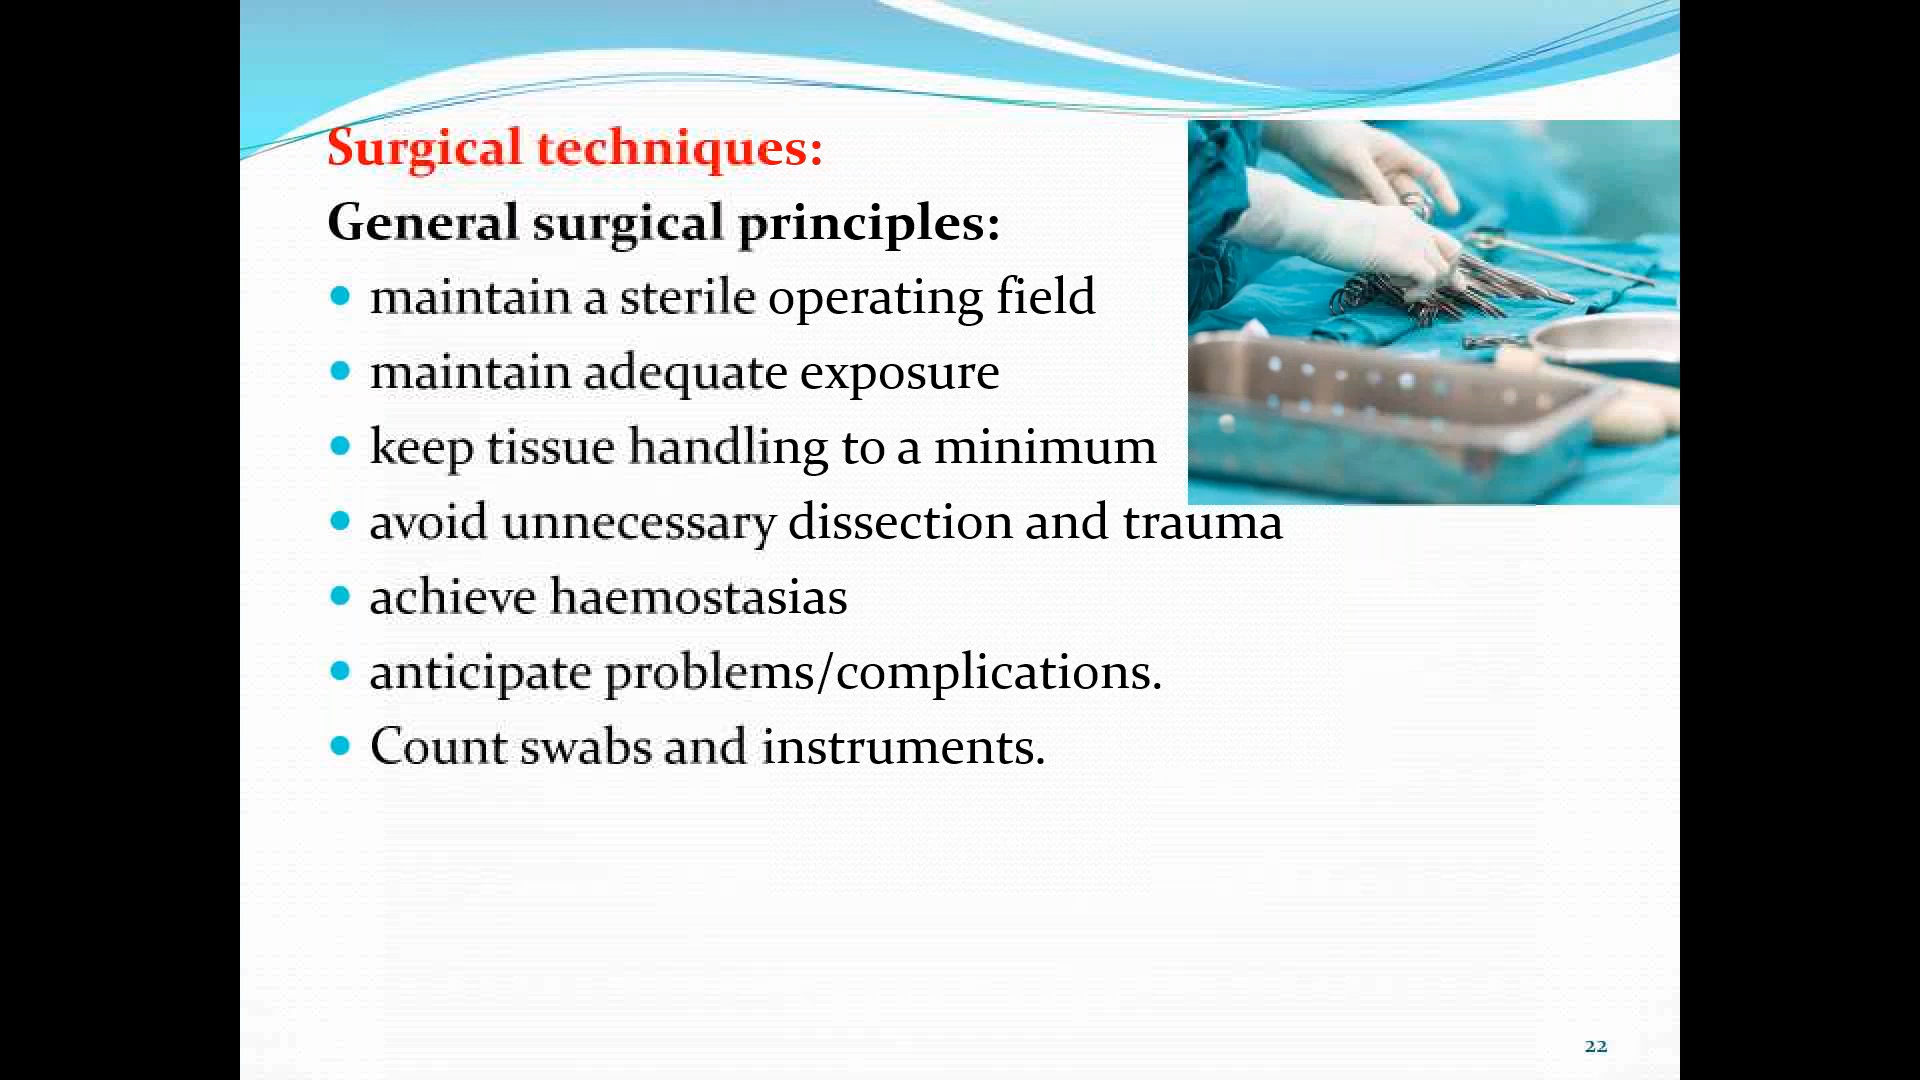 Surgical techniques:
General surgical principles:
• maintain a sterile operating field
• maintain adequate exposure
• keep tissue handling to a minimum
• avoid unnecessary dissection and trauma
• achieve haemostasias
• anticipate problems/complications.
• Count swabs and instruments.
22